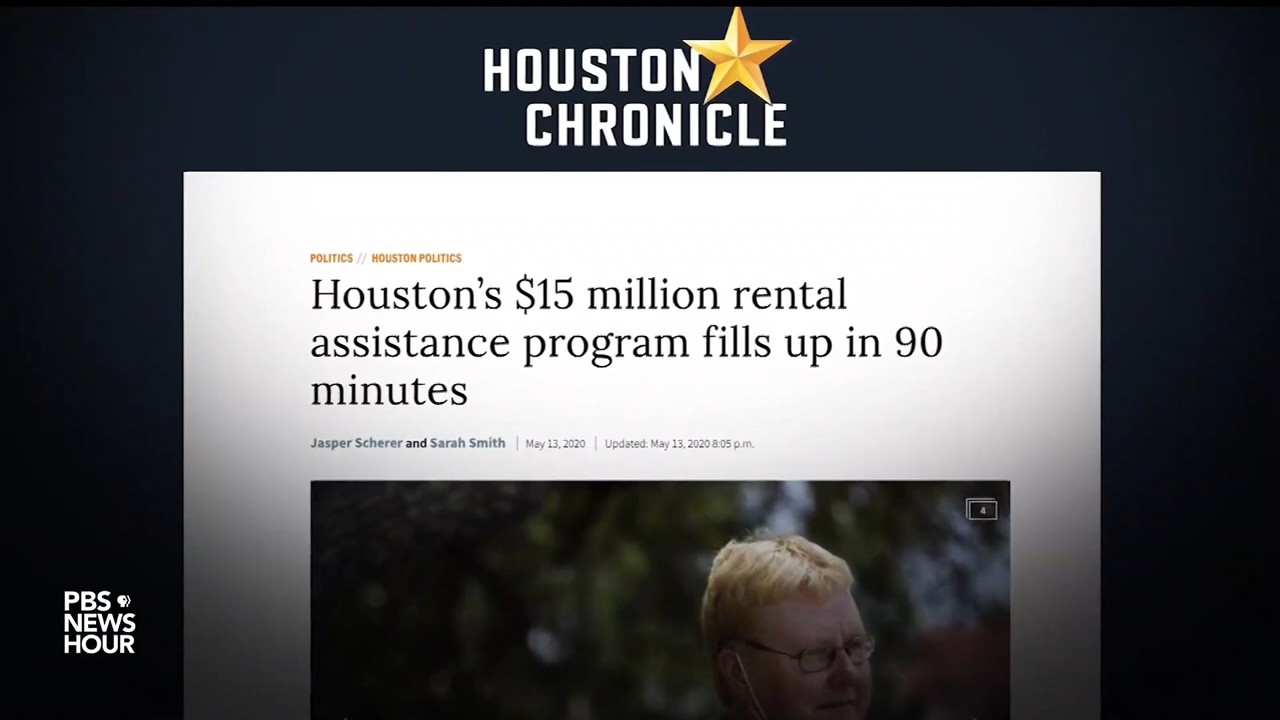 HOUSTON
CHRONICLE
POLITICS // HOUSTON POLITICS
Houston’s $15 million rental
assistance program fills up in 90
minutes
Jasper Scherer and Sarah Smith | May 13, 2020 | Updated: May 13, 2020 8:05 p.m.
4
PBS
NEWS
HOUR